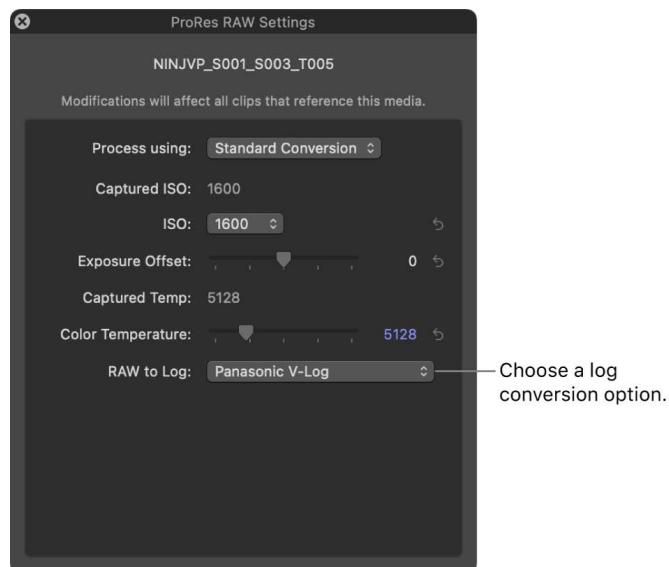 ProRes RAW Settings
NINJVP_S001_S003_T005
Modifications will affect all clips that reference this media.
Process using: Standard Conversion
Captured ISO: 1600
ISO: 1600
Exposure Offset: 0
Captured Temp: 5128
Color Temperature: 5128
RAW to Log: Panasonic V-Log
Choose a log
conversion option.